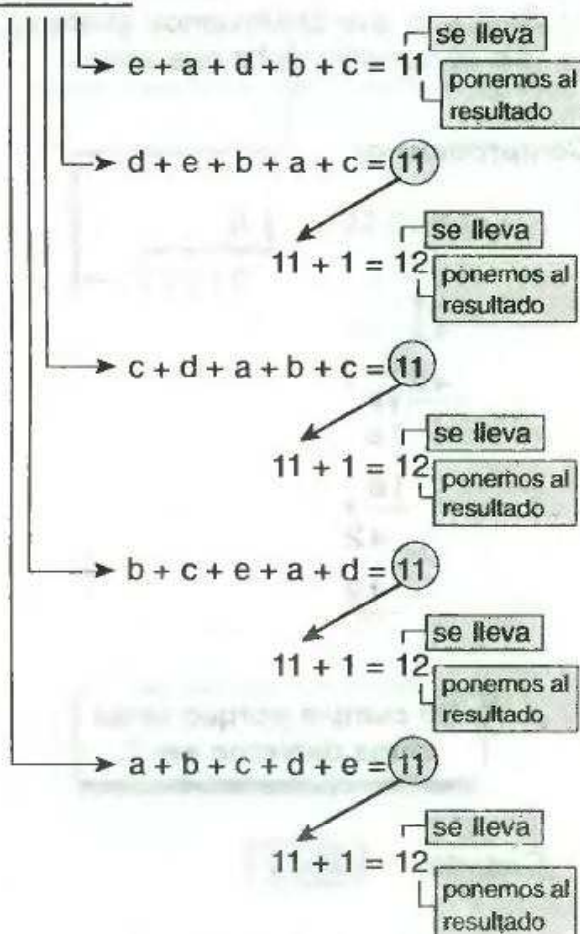 se lleva
e + a + d + b + c = 11
ponemos al
resultado
d + e + b + a + c = 11
se lleva
11 + 1 = 12
ponemos al
resultado
c + d + a + b + c = 11
se lleva
11 + 1 = 12
ponemos al
resultado
b + c + e + a + d = 11
se lleva
11 + 1 = 12
ponemos al
resultado
a + b + c + d + e = 11
se lleva
11 + 1 = 12
ponemos al
resultado